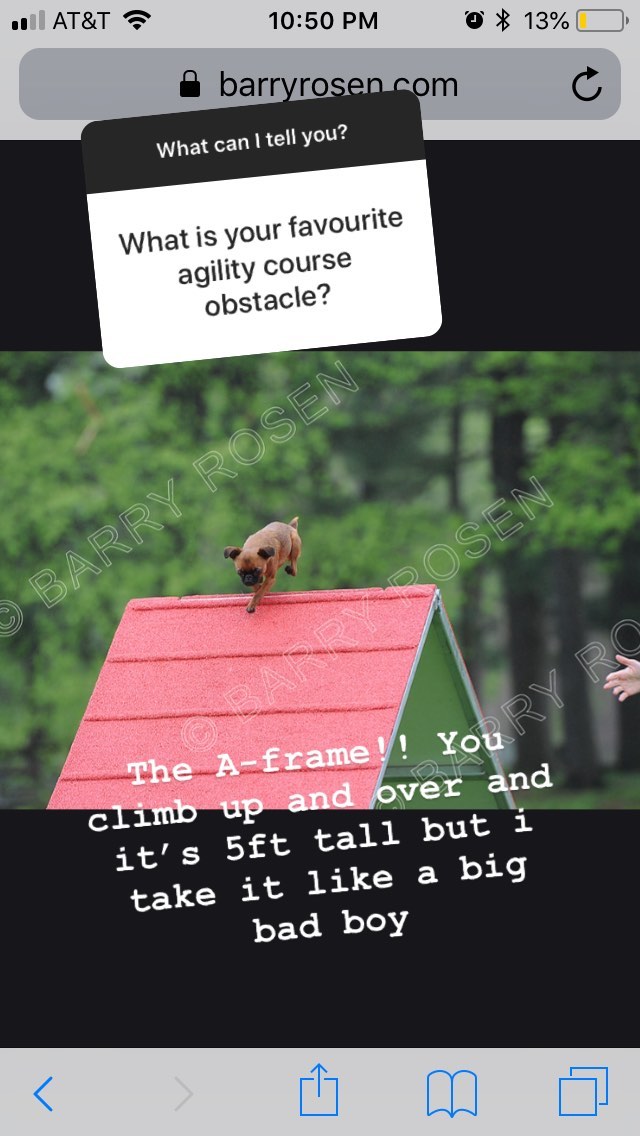 AT&T 10:50 PM 13%
barryrosen.com
What can I tell you?
What is your favourite
agility course
obstacle?
© BARRY ROSEN
© BARRY ROSEN
BARRY RO
The A-frame!! You
climb up and over and
it's 5ft tall but i
take it like a big
bad boy